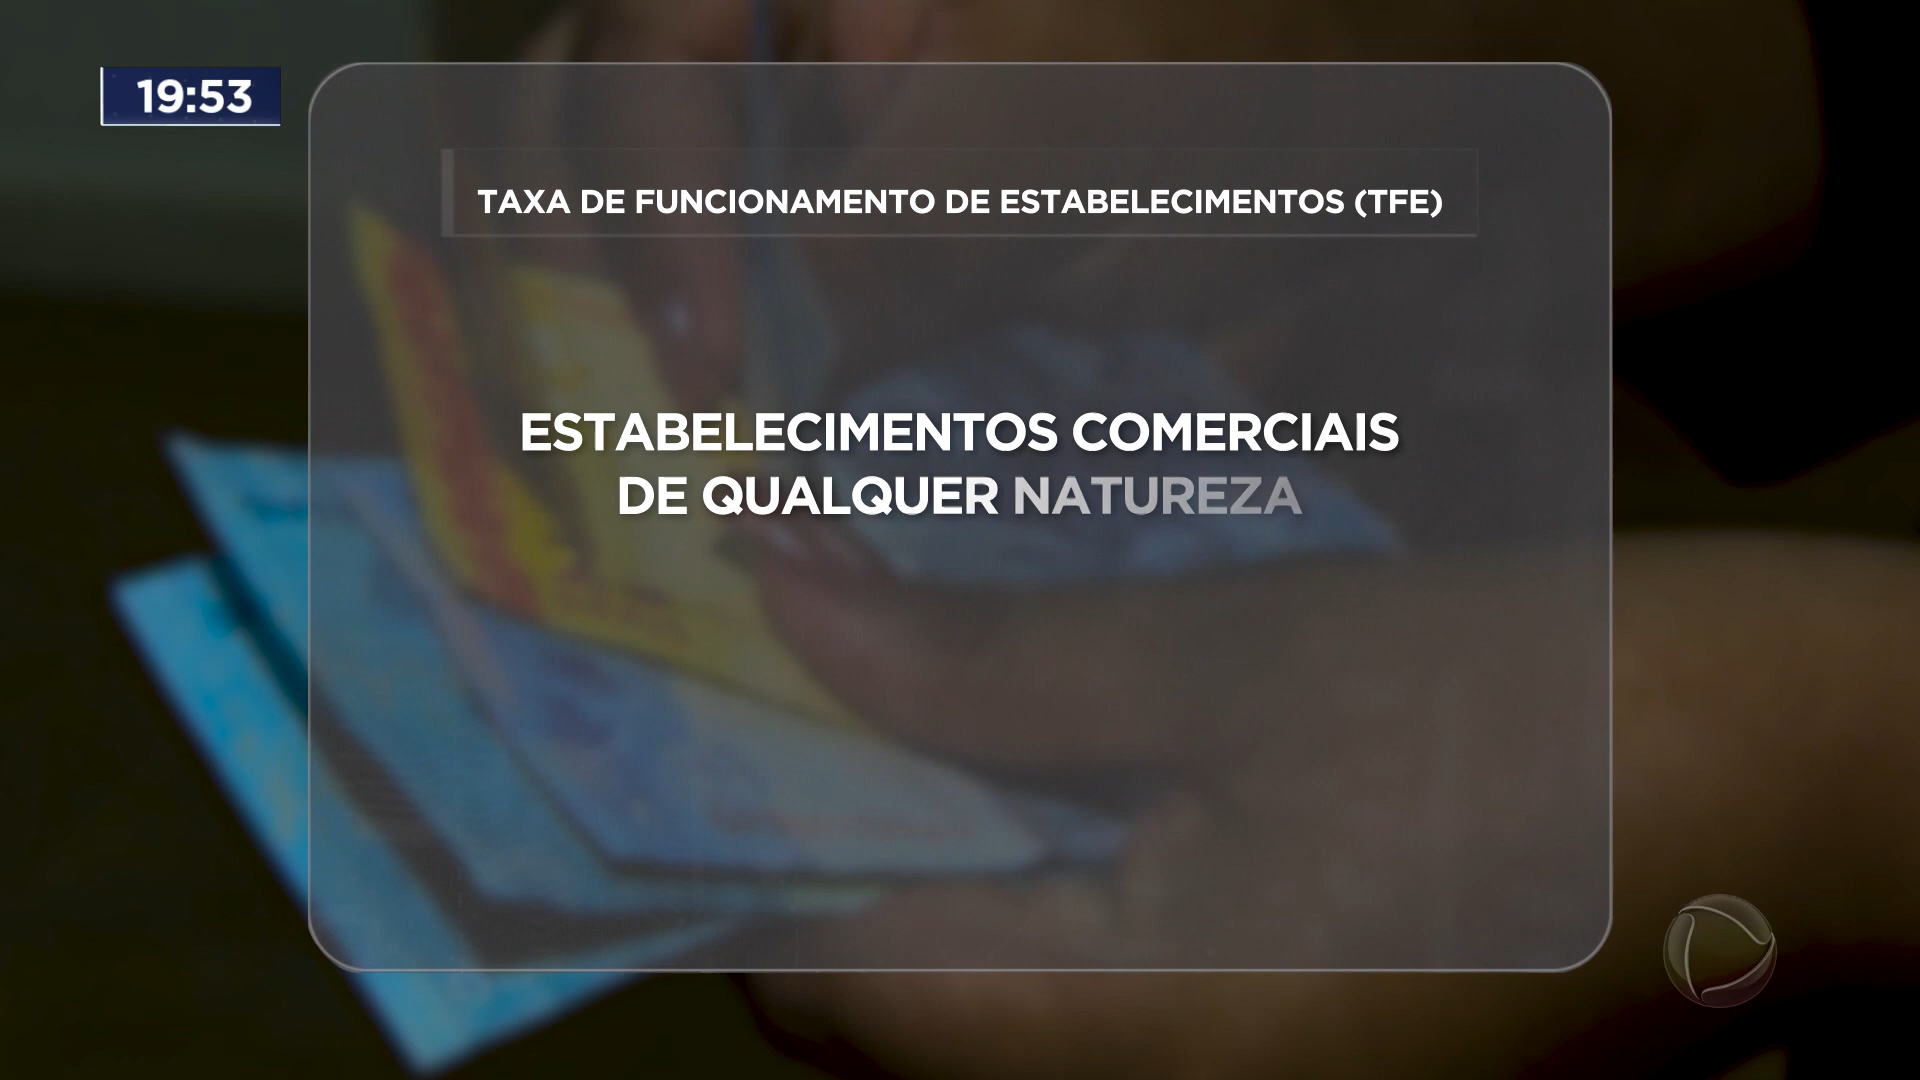 19:53
TAXA DE FUNCIONAMENTO DE ESTABELECIMENTOS (TFE)
ESTABELECIMENTOS COMERCIAIS
DE QUALQUER NATUREZA